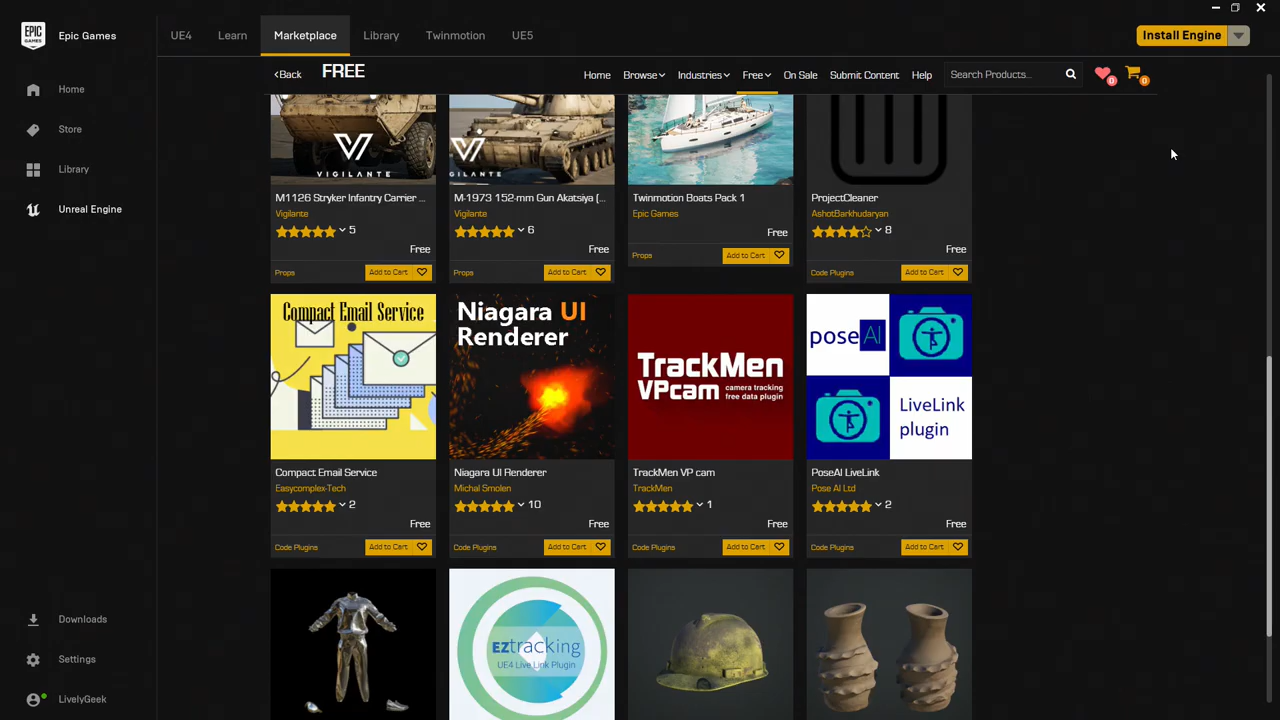 EPIC
GAMES
Epic Games
UE4
Learn
Marketplace
Library
Twinmotion
UE5
Install Engine
Back
FREE
Home
Browse
Industries
Free
On Sale
Submit Content
Help
Search Products...
0
0
Home
Store
Library
Unreal Engine
Downloads
Settings
LivelyGeek
VIGILANTE
M1126 Stryker Infantry Carrier ...
Vigilante
5
Free
Props
Add to Cart
M-1973 152-mm Gun Akatsiya (...
Vigilante
6
Free
Props
Add to Cart
Twinmotion Boats Pack 1
Epic Games
Free
Props
Add to Cart
ProjectCleaner
AshotBarkhudaryan
8
Free
Code Plugins
Add to Cart
Compact Email Service
Compact Email Service
Easycomplex-Tech
2
Free
Code Plugins
Add to Cart
Niagara UI
Renderer
Niagara UI Renderer
Michal Smolen
10
Free
Code Plugins
Add to Cart
TrackMen
VPcam
camera tracking
free data plugin
TrackMen VP cam
TrackMen
1
Free
Code Plugins
Add to Cart
pose AI
LiveLink
plugin
PoseAI LiveLink
Pose AI Ltd
2
Free
Code Plugins
Add to Cart
EZtracking
UE4 Live Link Plugin